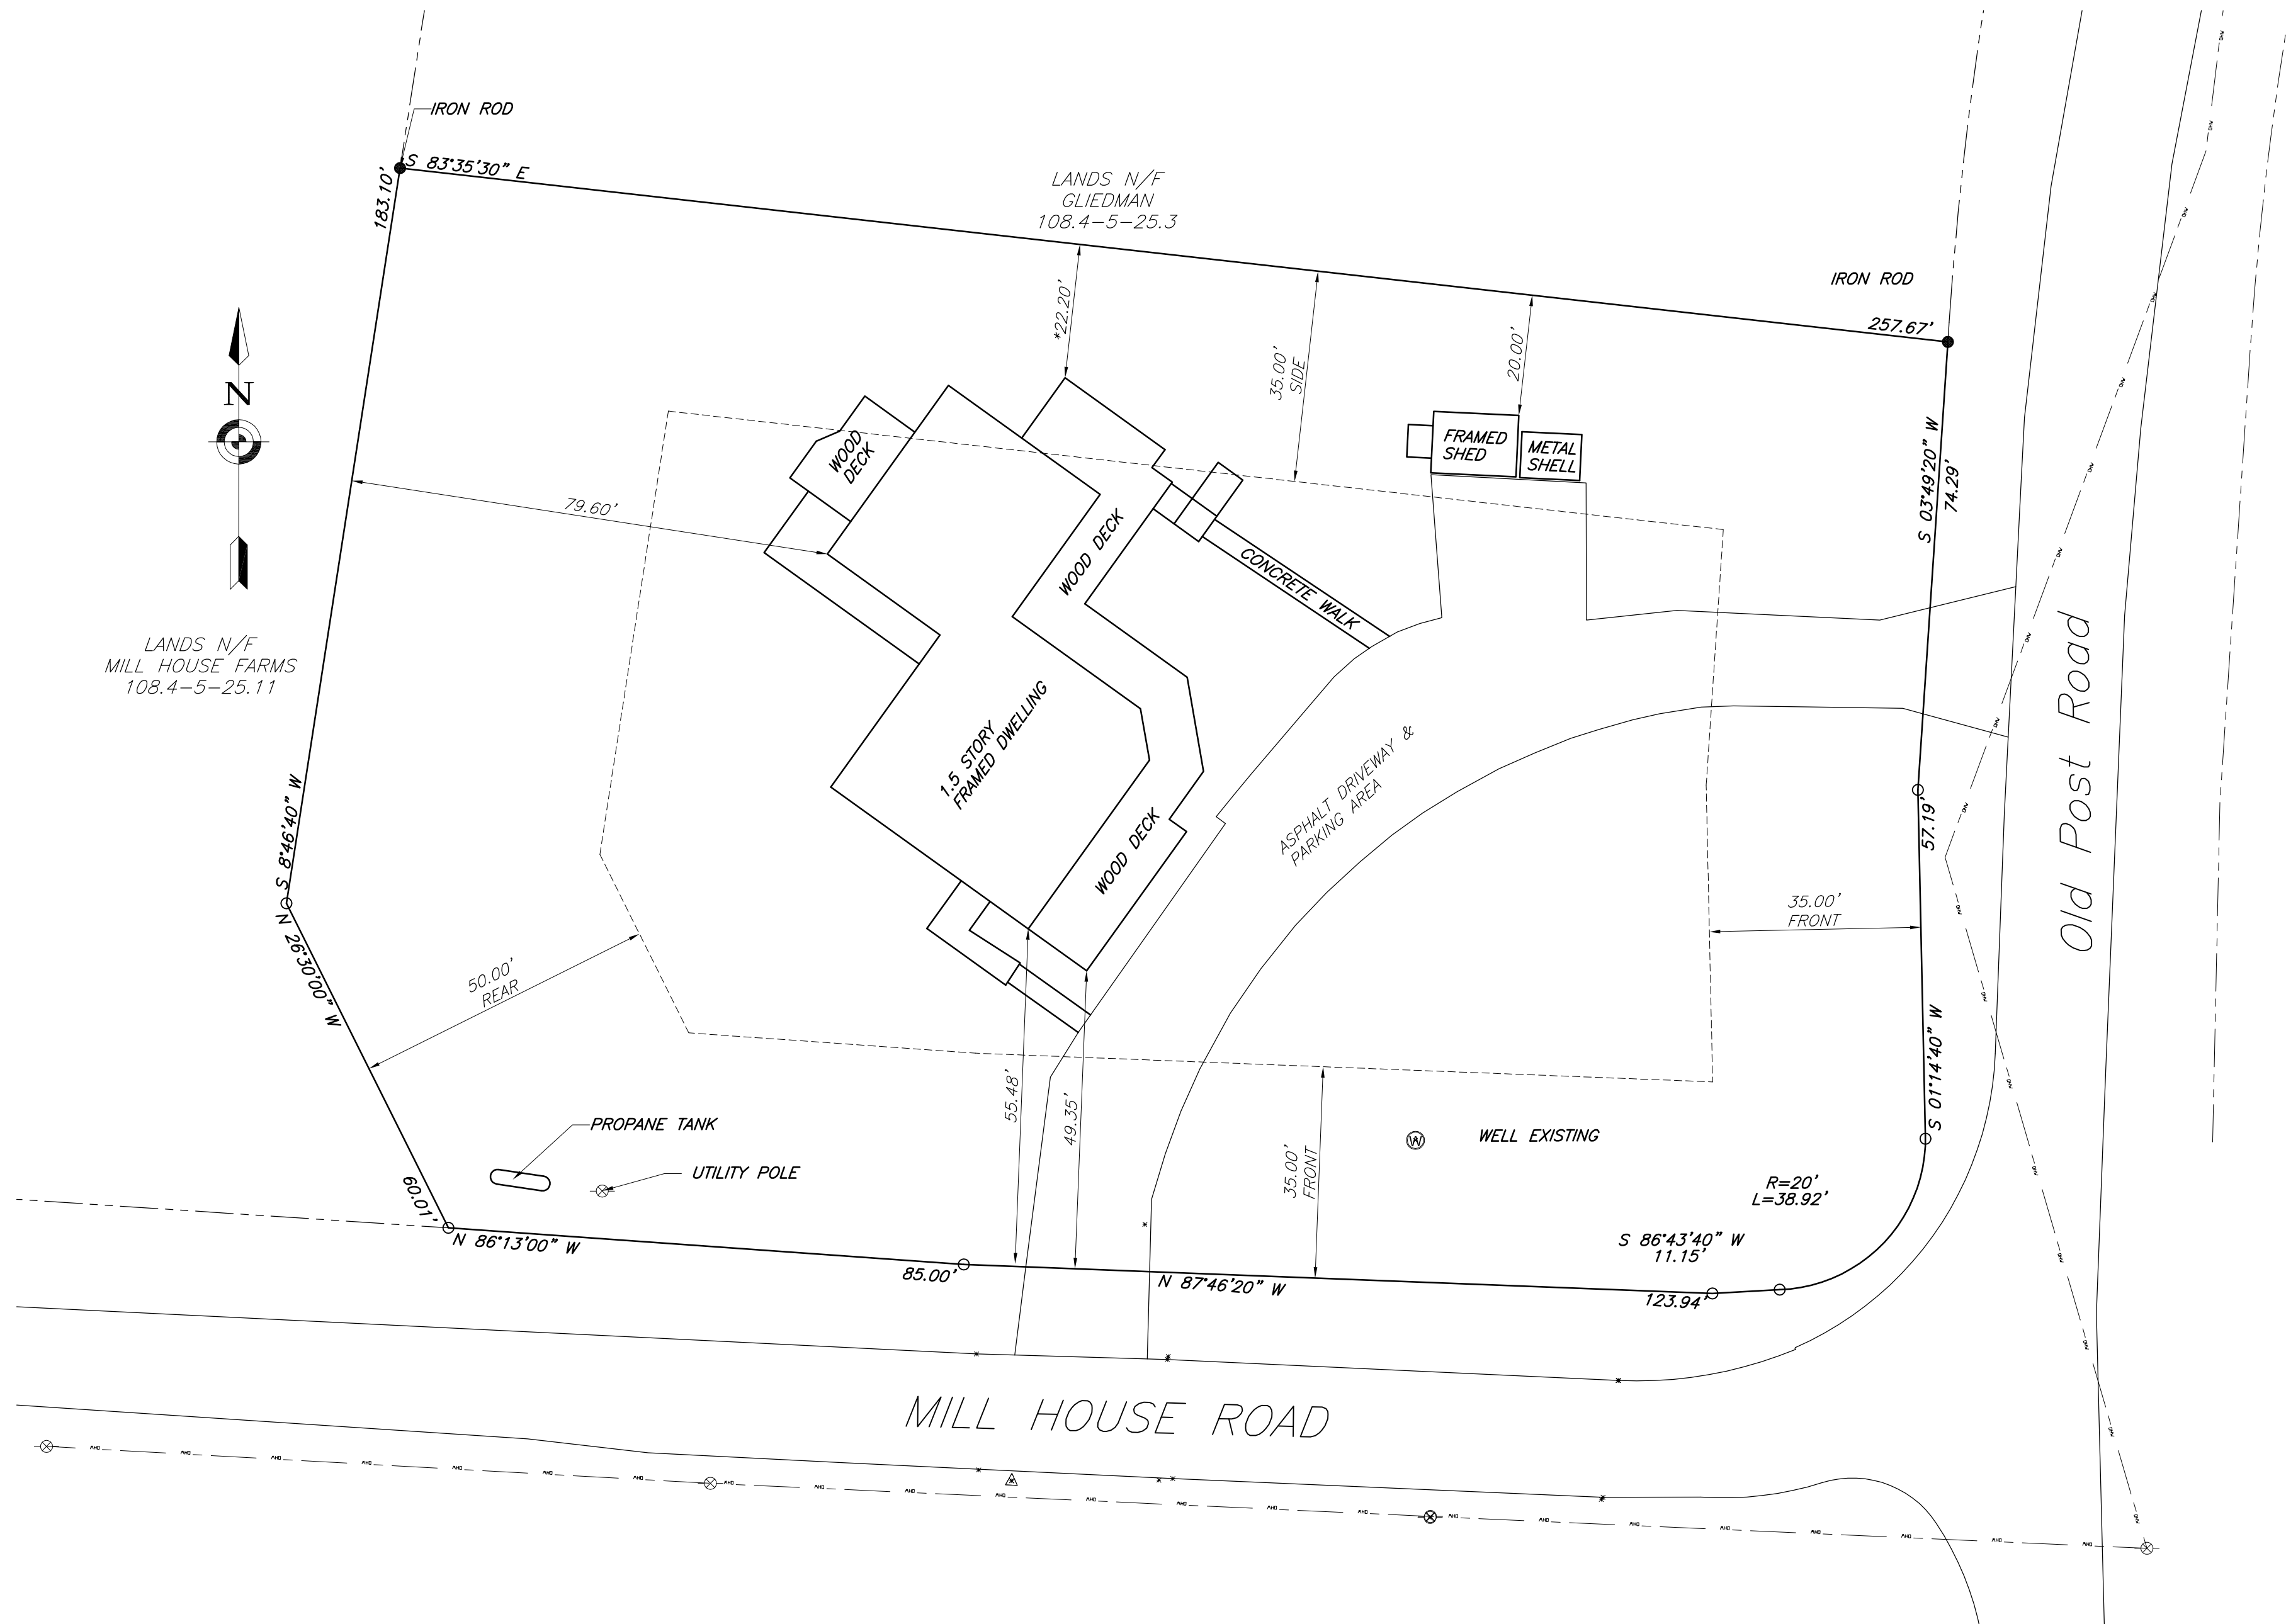 IRON ROD
S 83°35'30" E
183.10'
LANDS N/F
GLIEDMAN
108.4-5-25.3
IRON ROD
257.67'
*22.20'
35.00'
SIDE
20.00'
N
WOOD
DECK
FRAMED
SHED
METAL
SHELL
S 03°49'20" W
74.29'
79.60'
WOOD DECK
CONCRETE WALK
LANDS N/F
MILL HOUSE FARMS
108.4-5-25.11
1.5 STORY
FRAMED DWELLING
ASPHALT DRIVEWAY &
PARKING AREA
Old Post Road
S 8°46'40" W
57.19'
WOOD DECK
35.00'
FRONT
N 26°30'00" W
50.00'
REAR
S 01°14'40" W
55.48'
49.35'
PROPANE TANK
UTILITY POLE
W
WELL EXISTING
35.00'
FRONT
R=20'
L=38.92'
60.01'
N 86°13'00" W
S 86°43'40" W
11.15'
85.00'
N 87°46'20" W
123.94'
MILL HOUSE ROAD